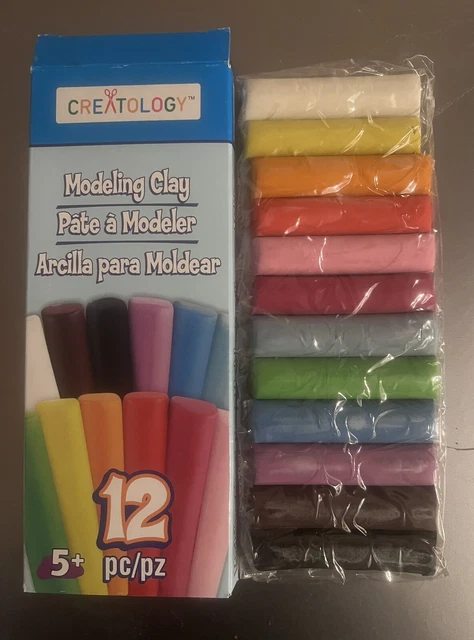 CREATOLOGY™
Modeling Clay
Pâte à Modeler
Arcilla para Moldear
12
5+ pc/pz